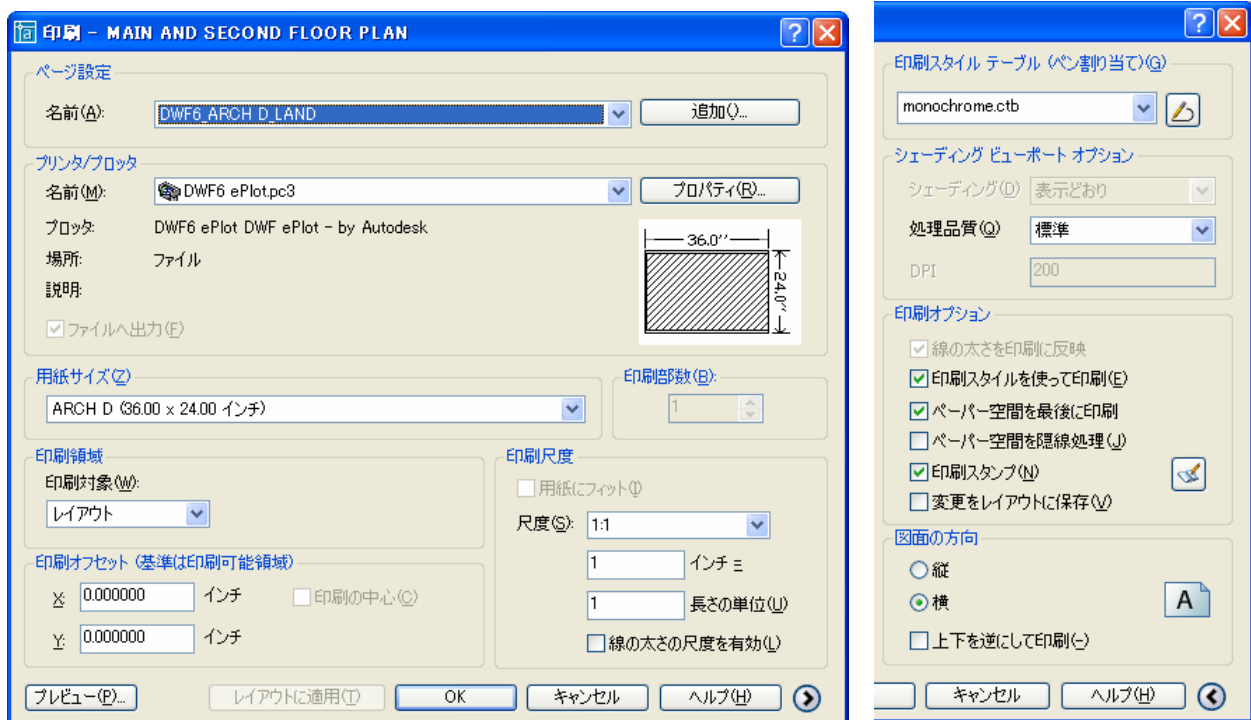 印刷 - MAIN AND SECOND FLOOR PLAN
ページ設定
名前(A):
DWF6_ARCH D_LAND
追加()...
プリンタ/プロッタ
名前(M):
DWF6 ePlot.pc3
プロパティ(R)...
プロッタ:
DWF6 ePlot DWF ePlot - by Autodesk
場所:
ファイル
説明:
ファイルへ出力(F)
36.0''
24.0''
用紙サイズ(Z)
ARCH D (36.00 x 24.00 インチ)
印刷部数(B):
1
印刷領域
印刷対象(W):
レイアウト
印刷オフセット (基準は印刷可能領域)
X:
0.000000
インチ
印刷の中心(C)
Y:
0.000000
インチ
印刷尺度
用紙にフィット(I)
尺度(S):
1:1
1
インチ =
1
長さの単位(U)
線の太さの尺度を有効(L)
プレビュー(P)...
レイアウトに適用(T)
OK
キャンセル
ヘルプ(H)
印刷スタイル テーブル (ペン割り当て)(G)
monochrome.ctb
シェーディング ビューポート オプション
シェーディング(D)
表示どおり
処理品質(Q)
標準
DPI
200
印刷オプション
線の太さを印刷に反映
印刷スタイルを使って印刷(E)
ペーパー空間を最後に印刷
ペーパー空間を隠線処理(J)
印刷スタンプ(N)
変更をレイアウトに保存(V)
図面の方向
縦
横
A
上下を逆にして印刷(-)
キャンセル
ヘルプ(H)